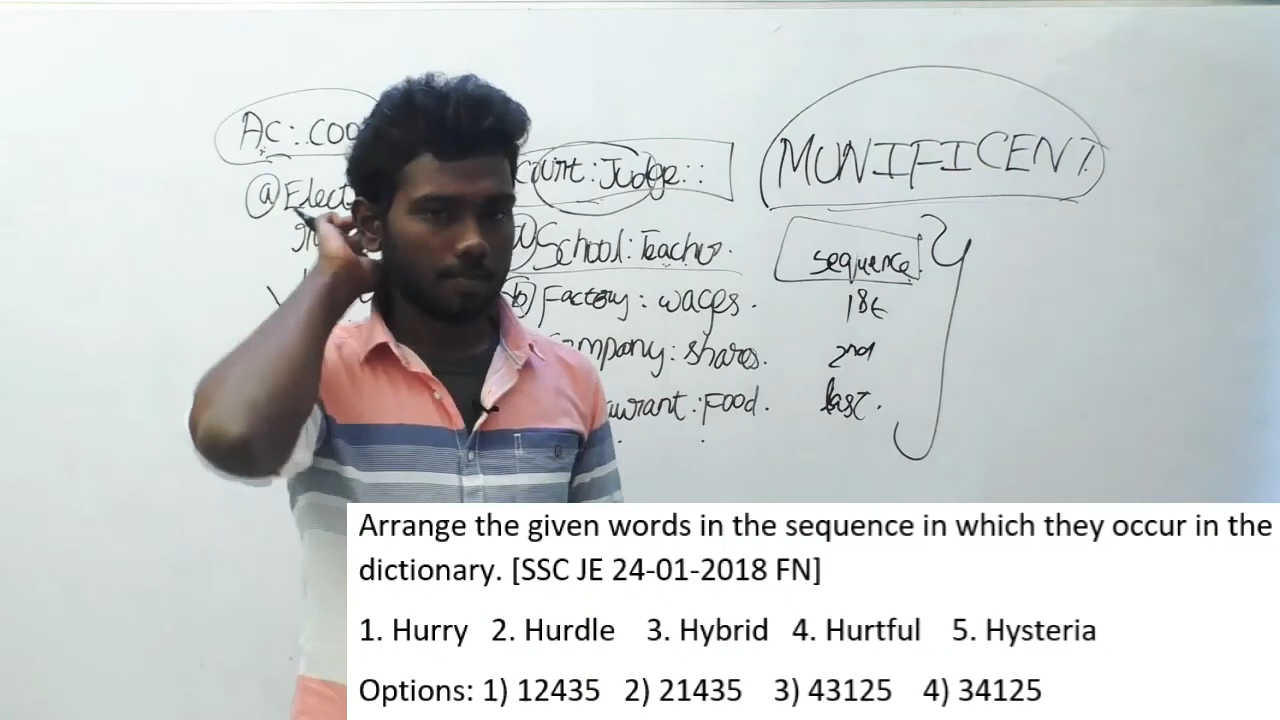 Ac: coo
court: Judge::
MUNIFICENT
@ Elect
School: Teacher.
sequence
b) Factory: wages.
1st
company: shares.
2nd
aurant: Food.
last.
Arrange the given words in the sequence in which they occur in the
dictionary. [SSC JE 24-01-2018 FN]
1. Hurry 2. Hurdle 3. Hybrid 4. Hurtful 5. Hysteria
Options: 1) 12435 2) 21435 3) 43125 4) 34125